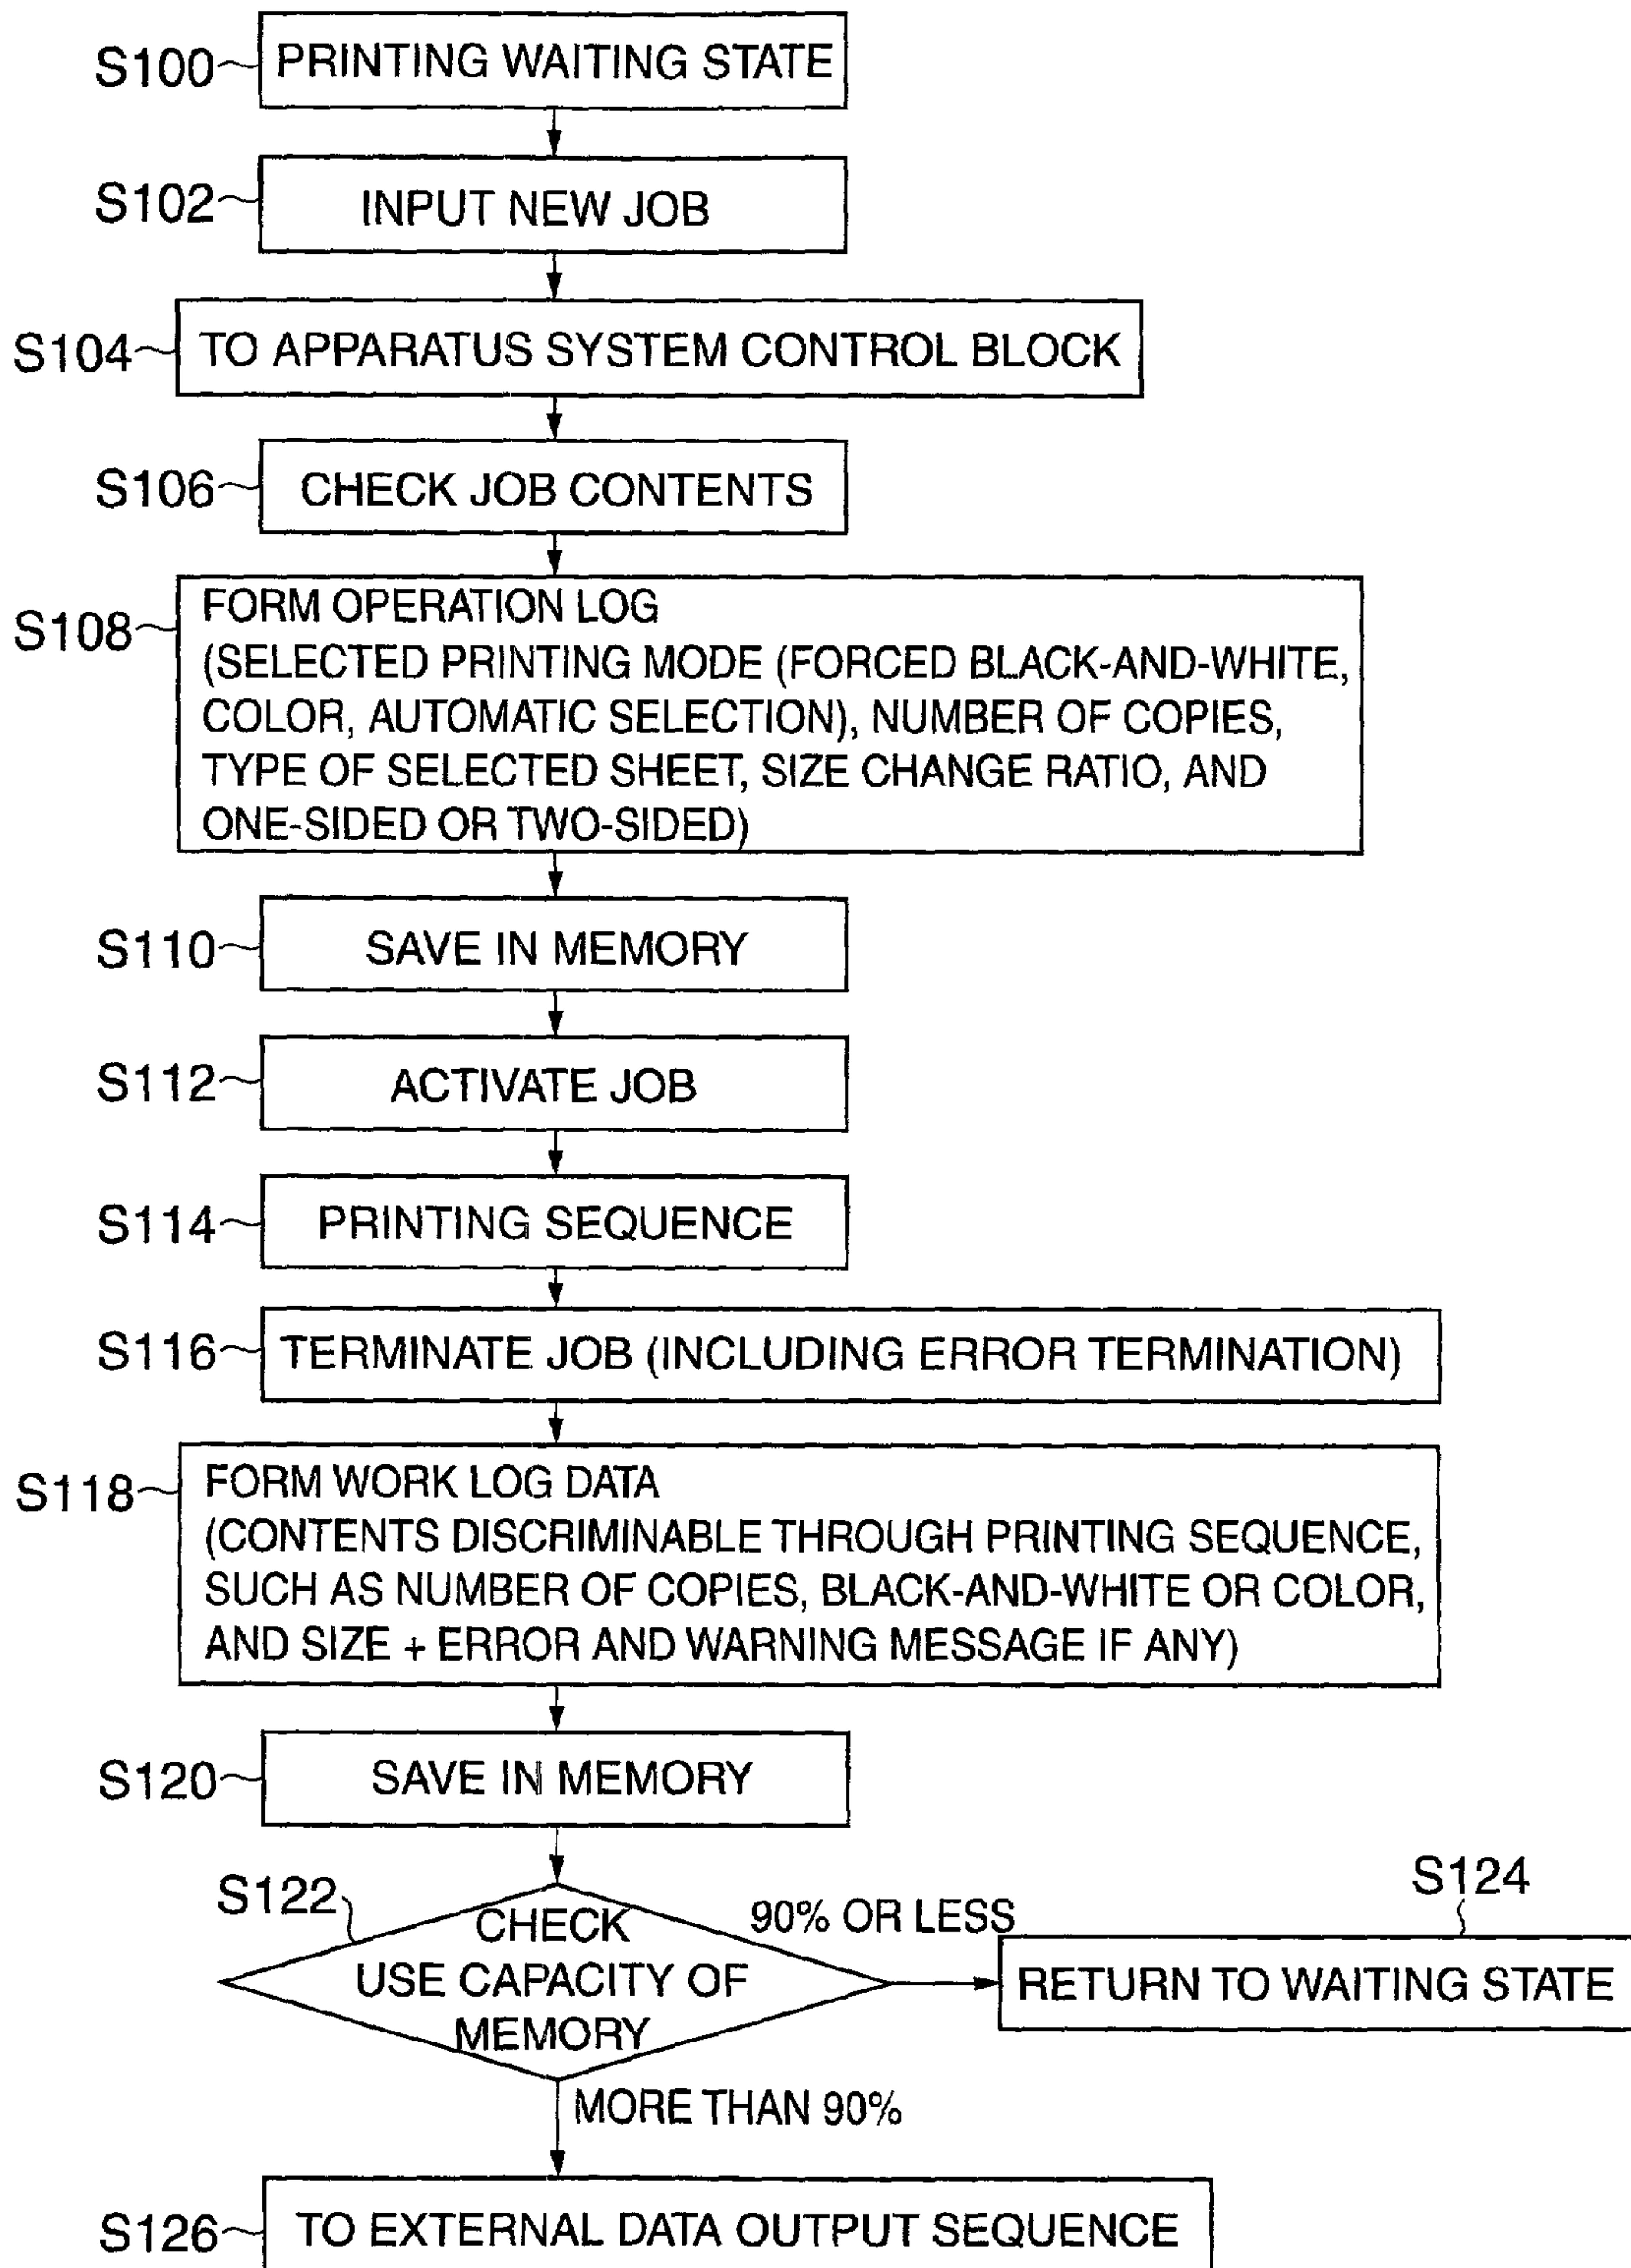 S100 PRINTING WAITING STATE
S102 INPUT NEW JOB
S104 TO APPARATUS SYSTEM CONTROL BLOCK
S106 CHECK JOB CONTENTS
S108 FORM OPERATION LOG
(SELECTED PRINTING MODE (FORCED BLACK-AND-WHITE,
COLOR, AUTOMATIC SELECTION), NUMBER OF COPIES,
TYPE OF SELECTED SHEET, SIZE CHANGE RATIO, AND
ONE-SIDED OR TWO-SIDED)
S110 SAVE IN MEMORY
S112 ACTIVATE JOB
S114 PRINTING SEQUENCE
S116 TERMINATE JOB (INCLUDING ERROR TERMINATION)
S118 FORM WORK LOG DATA
(CONTENTS DISCRIMINABLE THROUGH PRINTING SEQUENCE,
SUCH AS NUMBER OF COPIES, BLACK-AND-WHITE OR COLOR,
AND SIZE + ERROR AND WARNING MESSAGE IF ANY)
S120 SAVE IN MEMORY
S122
CHECK
USE CAPACITY OF
MEMORY
90% OR LESS
S124
RETURN TO WAITING STATE
MORE THAN 90%
S126 TO EXTERNAL DATA OUTPUT SEQUENCE